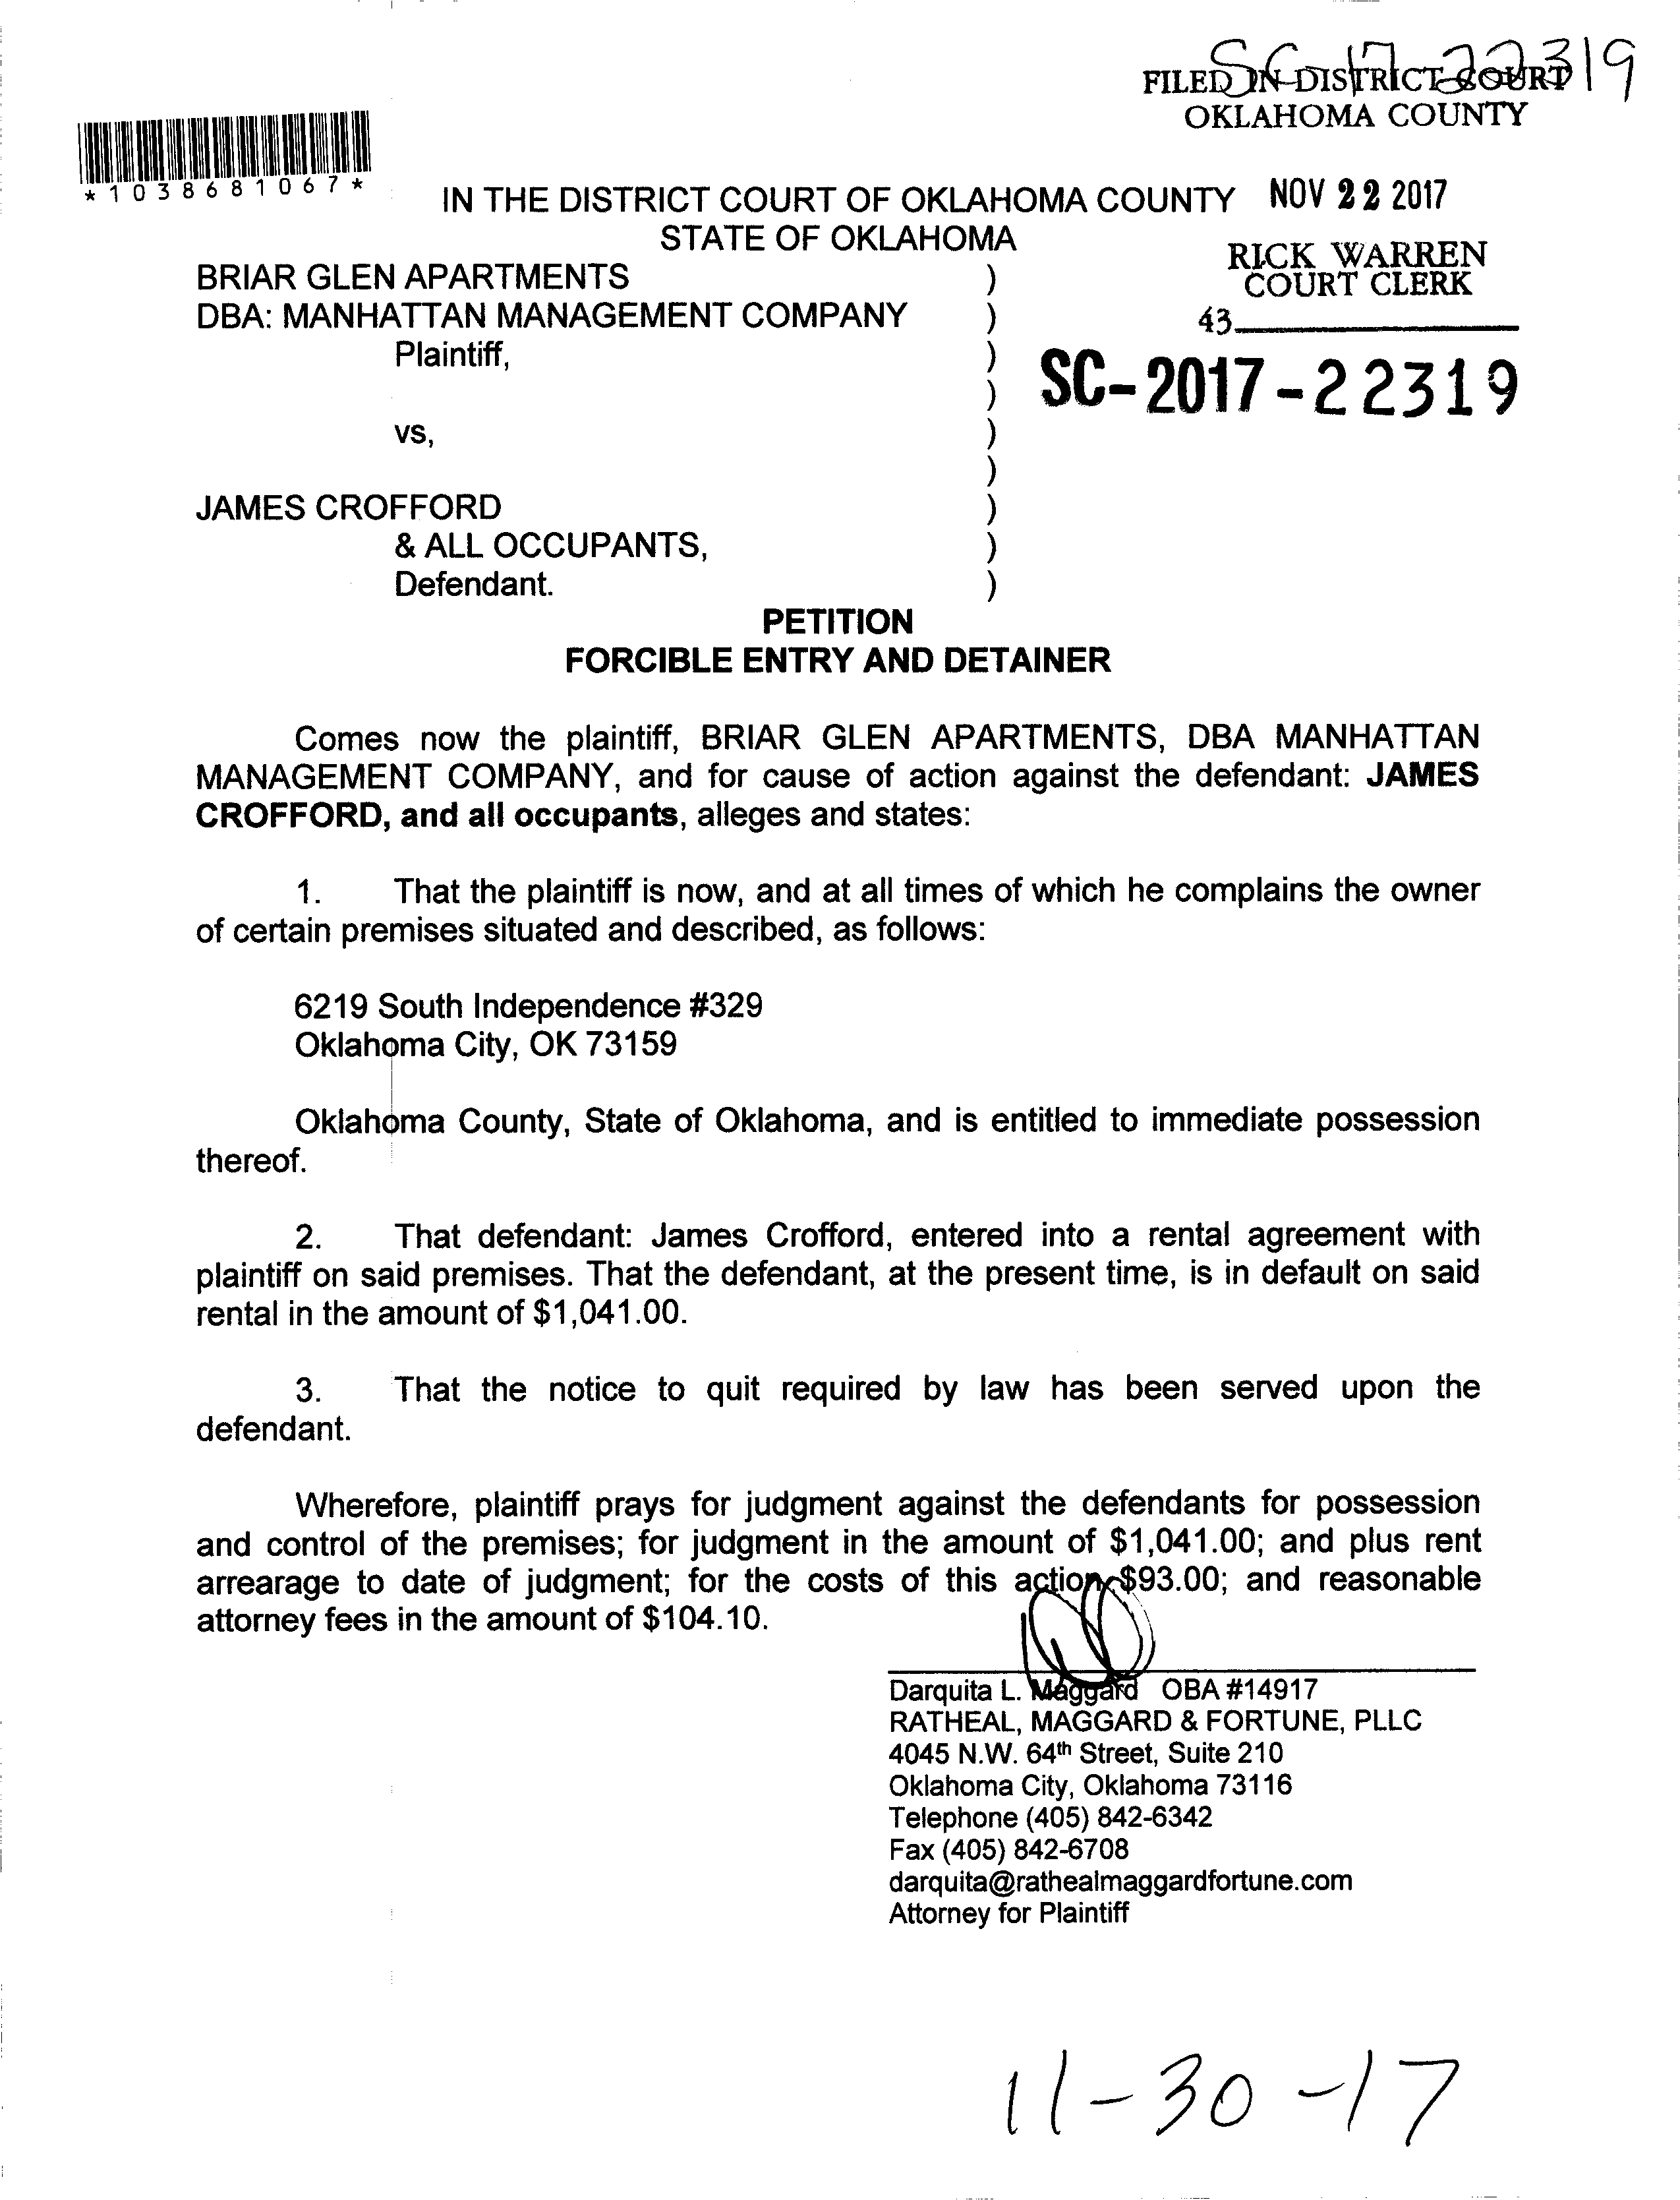 SC-17-22319
FILED IN DISTRICT COURT
OKLAHOMA COUNTY
*1038681067*
IN THE DISTRICT COURT OF OKLAHOMA COUNTY NOV 22 2017
STATE OF OKLAHOMA
RICK WARREN
COURT CLERK
43
BRIAR GLEN APARTMENTS )
DBA: MANHATTAN MANAGEMENT COMPANY )
Plaintiff, )
)
SC-2017-22319
vs, )
)
JAMES CROFFORD )
& ALL OCCUPANTS, )
Defendant. )
PETITION
FORCIBLE ENTRY AND DETAINER
Comes now the plaintiff, BRIAR GLEN APARTMENTS, DBA MANHATTAN
MANAGEMENT COMPANY, and for cause of action against the defendant: JAMES
CROFFORD, and all occupants, alleges and states:
1. That the plaintiff is now, and at all times of which he complains the owner
of certain premises situated and described, as follows:
6219 South Independence #329
Oklahoma City, OK 73159
Oklahoma County, State of Oklahoma, and is entitled to immediate possession
thereof.
2. That defendant: James Crofford, entered into a rental agreement with
plaintiff on said premises. That the defendant, at the present time, is in default on said
rental in the amount of $1,041.00.
3. That the notice to quit required by law has been served upon the
defendant.
Wherefore, plaintiff prays for judgment against the defendants for possession
and control of the premises; for judgment in the amount of $1,041.00; and plus rent
arrearage to date of judgment; for the costs of this action $93.00; and reasonable
attorney fees in the amount of $104.10.
Darquita L. Maggard OBA #14917
RATHEAL, MAGGARD & FORTUNE, PLLC
4045 N.W. 64th Street, Suite 210
Oklahoma City, Oklahoma 73116
Telephone (405) 842-6342
Fax (405) 842-6708
darquita@rathealmaggardfortune.com
Attorney for Plaintiff
11-30-17